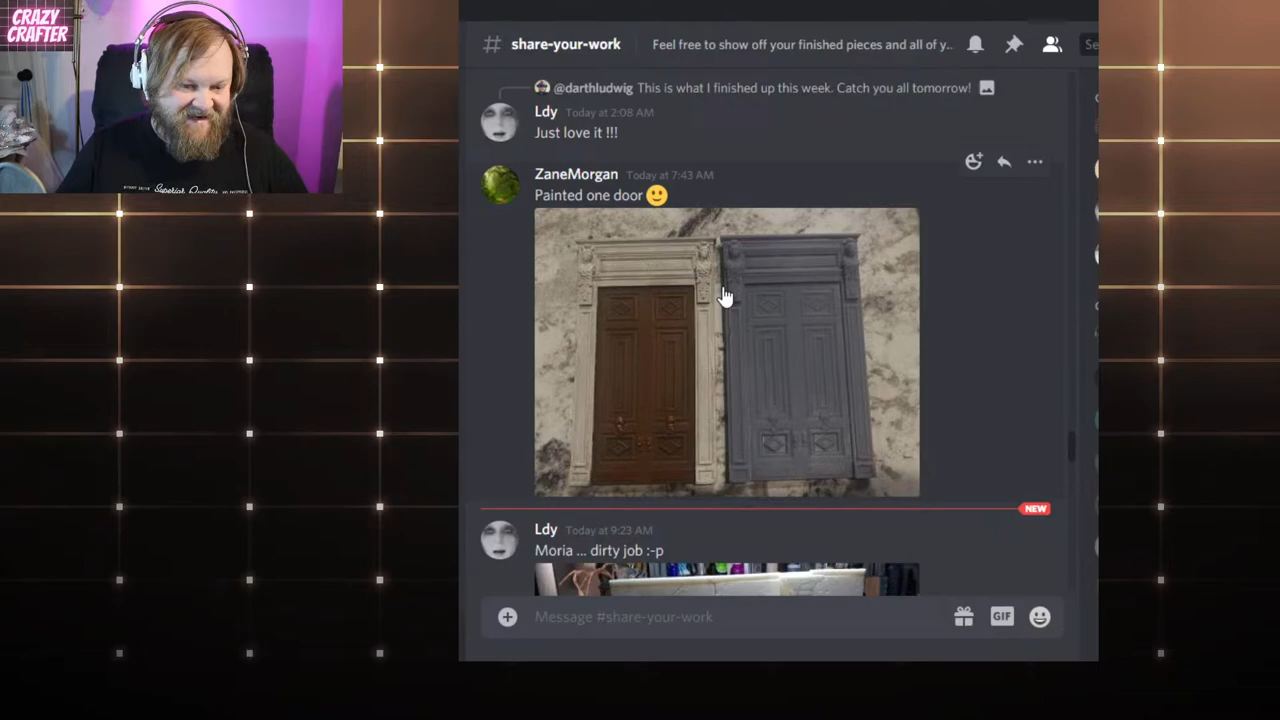 CRAZY
CRAFTER
Superior Quality
# share-your-work
Feel free to show off your finished pieces and all of y..
Se
@darthludwig This is what I finished up this week. Catch you all tomorrow!
Ldy Today at 2:08 AM
Just love it !!!
ZaneMorgan Today at 7:43 AM
Painted one door
NEW
Ldy Today at 9:23 AM
Moria ... dirty job :-p
Message #share-your-work
GIF